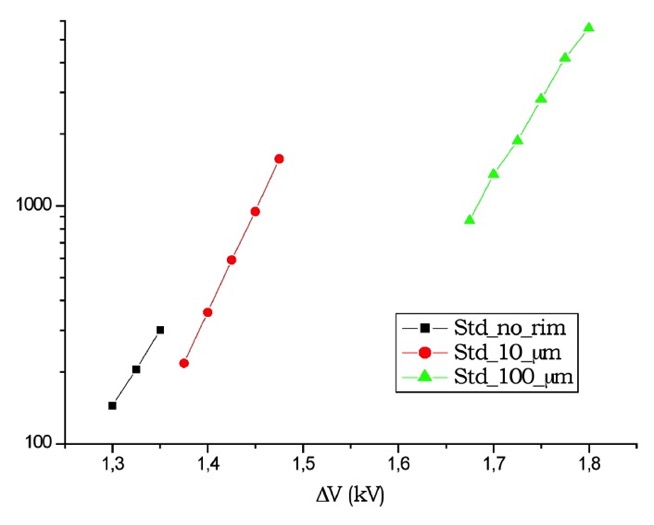 1000
100
1,3 1,4 1,5 1,6 1,7 1,8
ΔV (kV)
Std_no_rim
Std_10_µm
Std_100_µm